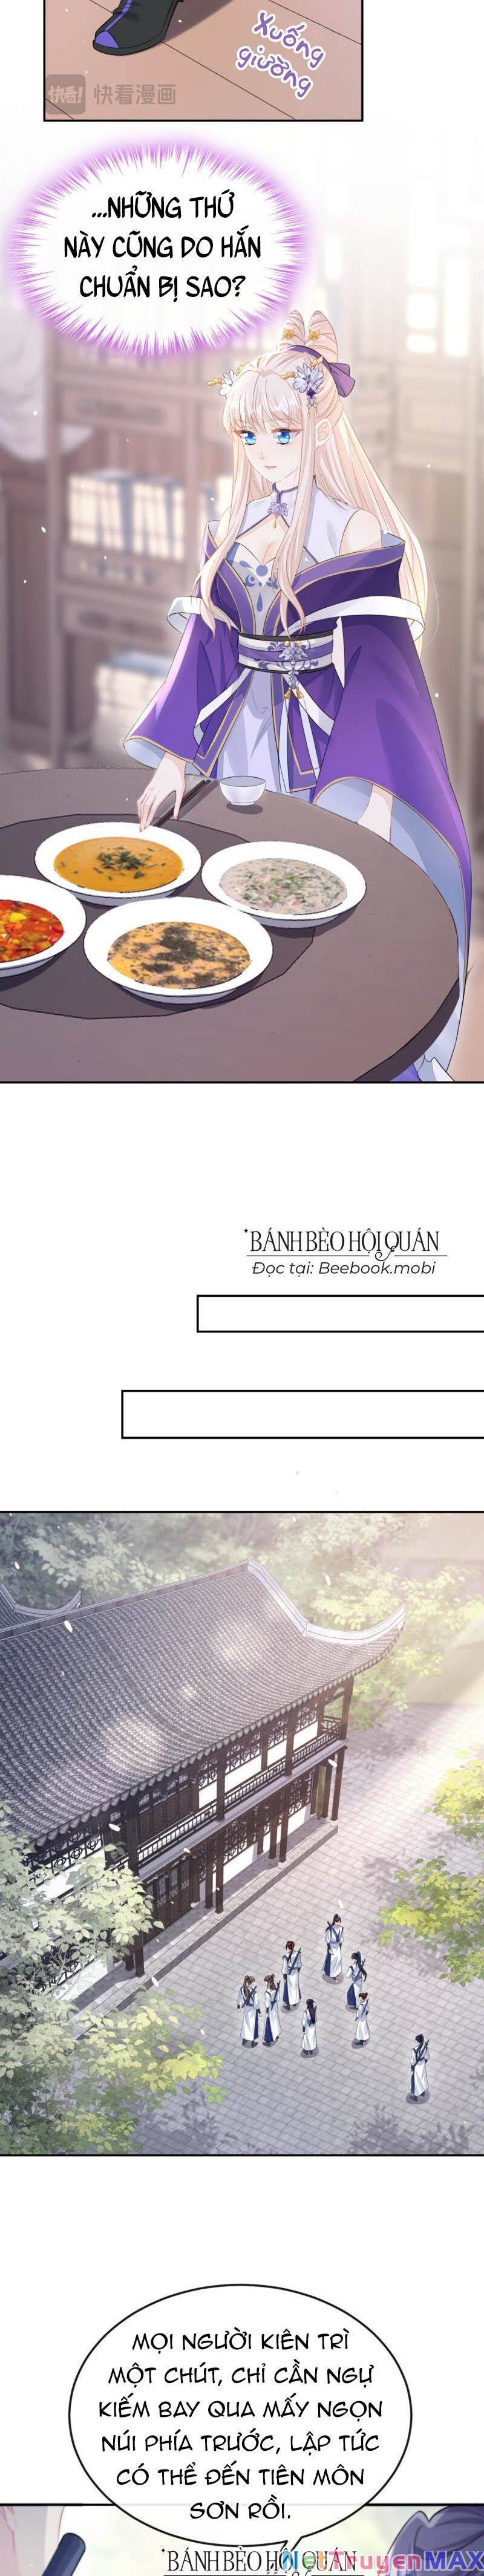 Xuống
giường
快看! 快看漫画
...NHỮNG THỨ
NÀY CŨNG DO HẮN
CHUẨN BỊ SAO?
BÁNH BÈO HỘI QUÁN
Đọc tại: Beebook.mobi
MỌI NGƯỜI KIÊN TRÌ
MỘT CHÚT, CHỈ CẦN NGỰ
KIẾM BAY QUA MẤY NGỌN
NÚI PHÍA TRƯỚC, LẬP TỨC
CÓ THỂ ĐẾN TIÊN MÔN
SƠN RỒI.
BÁNH BÈO HỘI QUÁN
NetTruyenMAX